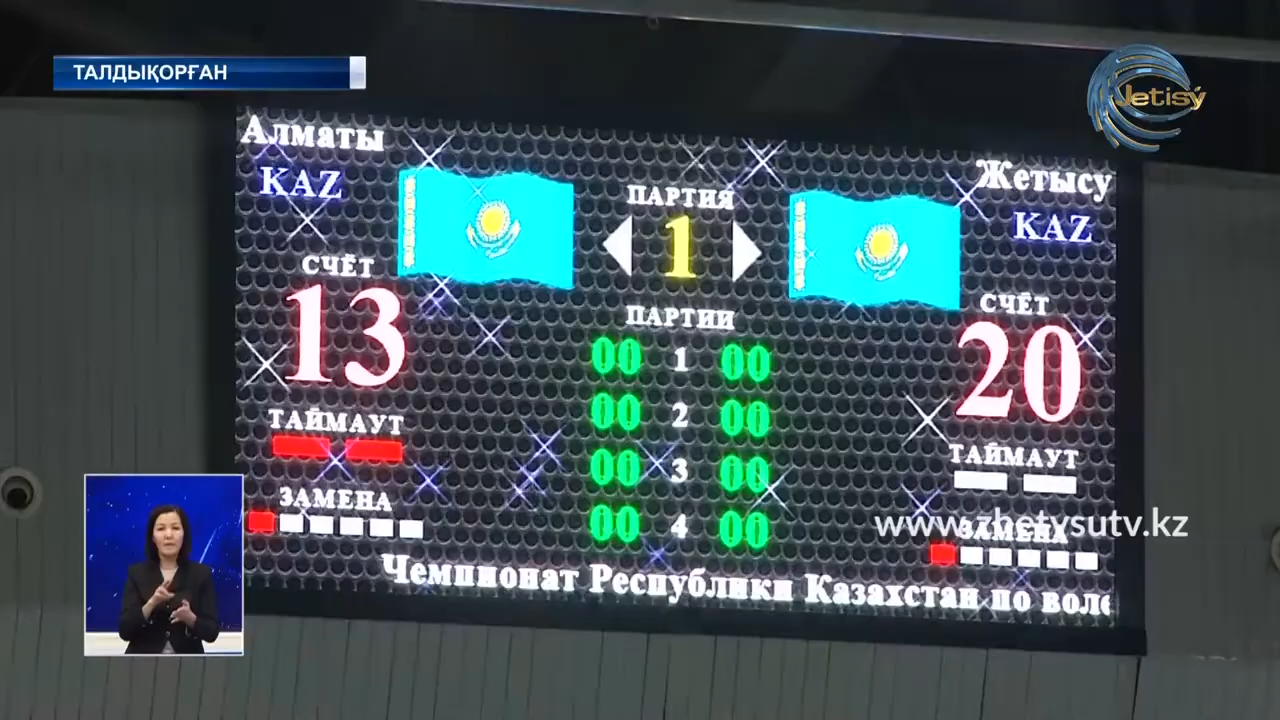 ТАЛДЫҚОРҒАН
Jetisý
Алматы
KAZ
ПАРТИЯ
1
Жетысу
KAZ
СЧЁТ
13
СЧЁТ
20
ПАРТИИ
00 1 00
00 2 00
00 3 00
00 4 00
ТАЙМАУТ
ТАЙМАУТ
ЗАМЕНА
ЗАМЕНА
www.zhetysutv.kz
Чемпионат Республики Казахстан по воле